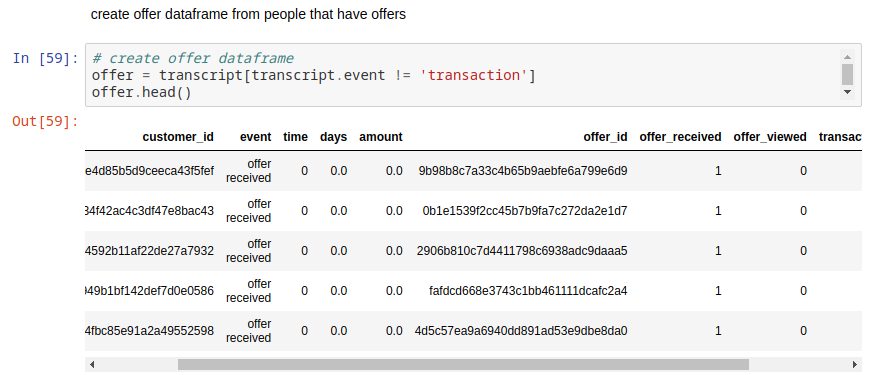 create offer dataframe from people that have offers
In [59]:
# create offer dataframe
offer = transcript[transcript.event != 'transaction']
offer.head()
Out[59]:
customer_id event time days amount offer_id offer_received offer_viewed transac
e4d85b5d9ceeca43f5fef offer received 0 0.0 0.0 9b98b8c7a33c4b65b9aebfe6a799e6d9 1 0
34f42ac4c3df47e8bac43 offer received 0 0.0 0.0 0b1e1539f2cc45b7b9fa7c272da2e1d7 1 0
4592b11af22de27a7932 offer received 0 0.0 0.0 2906b810c7d4411798c6938adc9daaa5 1 0
949b1bf142def7d0e0586 offer received 0 0.0 0.0 fafdcd668e3743c1bb461111dcafc2a4 1 0
4fbc85e91a2a49552598 offer received 0 0.0 0.0 4d5c57ea9a6940dd891ad53e9dbe8da0 1 0